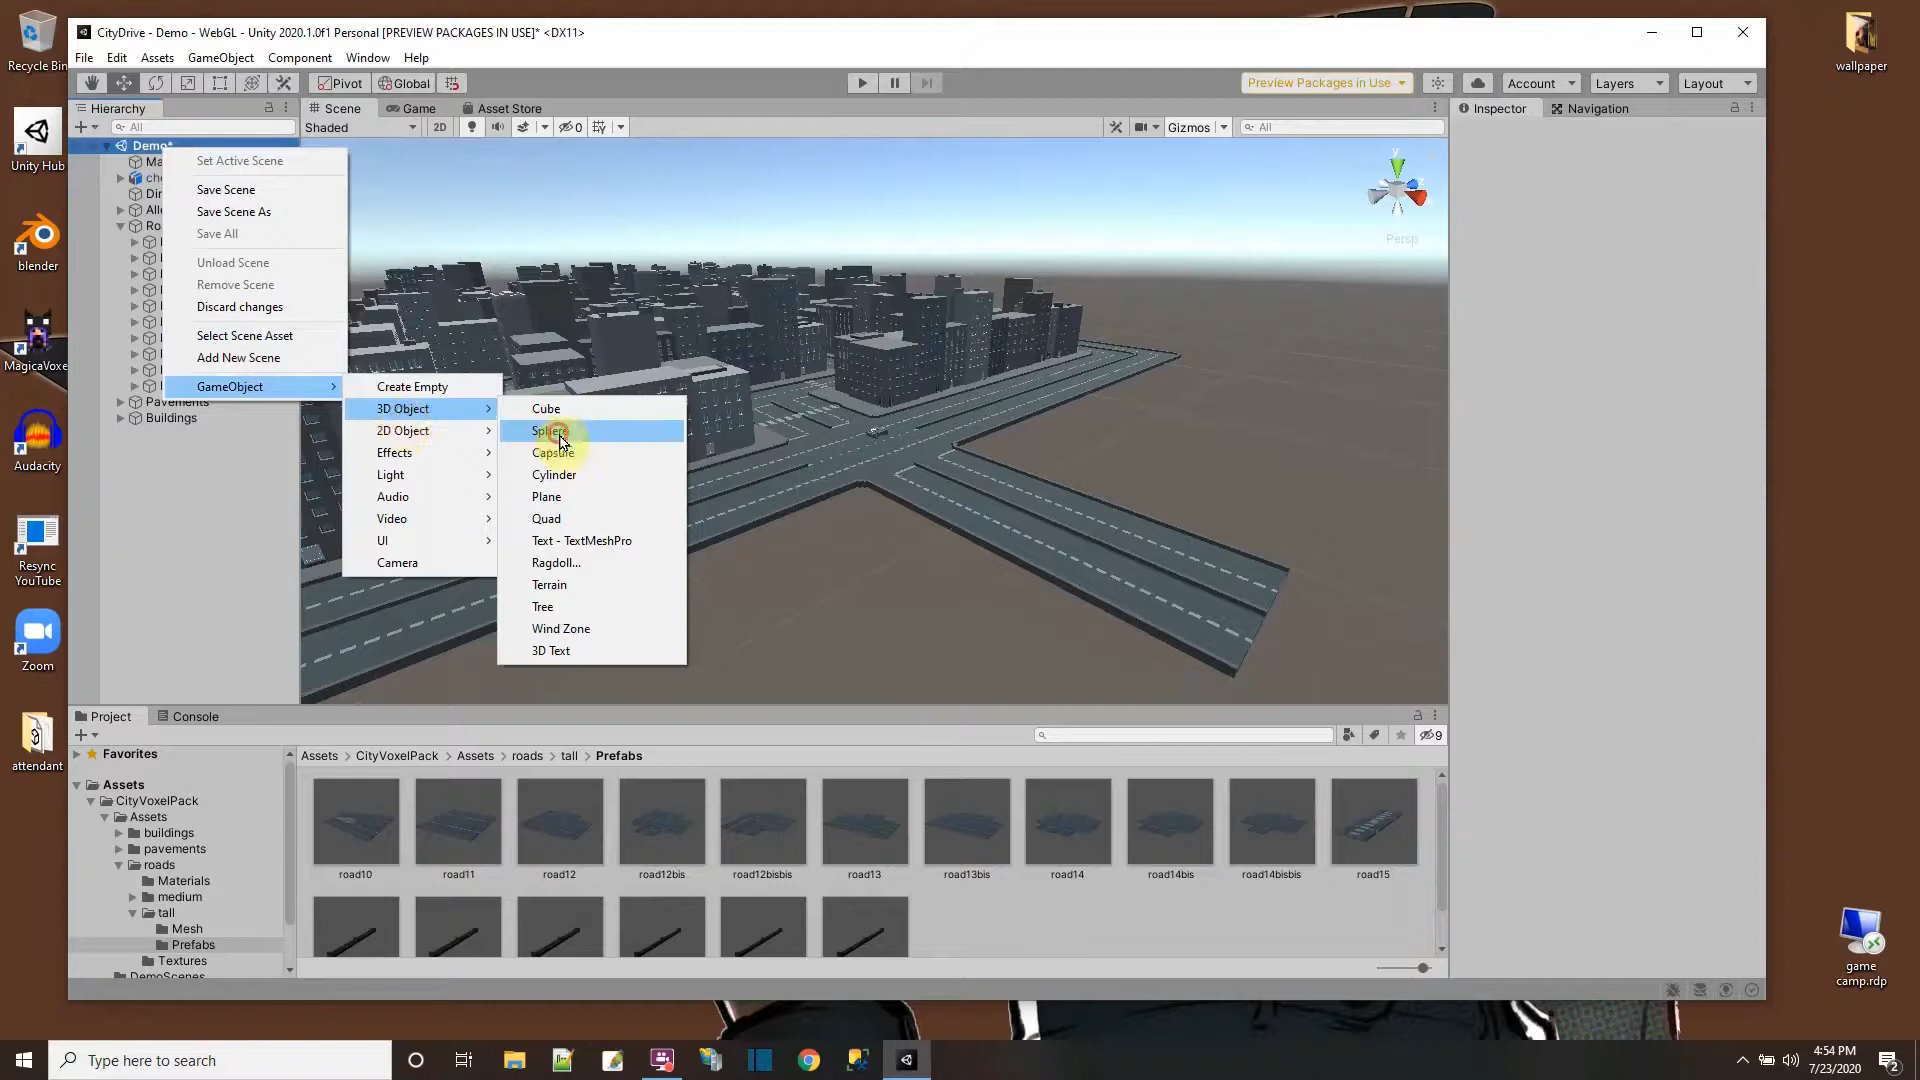 Recycle Bin
Unity Hub
blender
MagicaVoxe
Audacity
Resync
YouTube
Zoom
attendant
wallpaper
game
camp.rdp
CityDrive - Demo - WebGL - Unity 2020.1.0f1 Personal [PREVIEW PACKAGES IN USE]* <DX11>
File Edit Assets GameObject Component Window Help
Pivot Global Preview Packages in Use Account Layers Layout
Hierarchy Scene Game Asset Store Inspector Navigation
All Shaded 2D 0 Gizmos All
Demo*
Ma
che
Dir
Alle
Ro
Pavements
Buildings
Set Active Scene
Save Scene
Save Scene As
Save All
Unload Scene
Remove Scene
Discard changes
Select Scene Asset
Add New Scene
GameObject
Create Empty
3D Object
2D Object
Effects
Light
Audio
Video
UI
Camera
Cube
Sphere
Capsule
Cylinder
Plane
Quad
Text - TextMeshPro
Ragdoll...
Terrain
Tree
Wind Zone
3D Text
y
z
Persp
Project Console
9
Favorites
Assets
CityVoxelPack
Assets
buildings
pavements
roads
Materials
medium
tall
Mesh
Prefabs
Textures
DemoScenes
Assets > CityVoxelPack > Assets > roads > tall > Prefabs
road10 road11 road12 road12bis road12bisbis road13 road13bis road14 road14bis road14bisbis road15
Type here to search
4:54 PM
7/23/2020
2